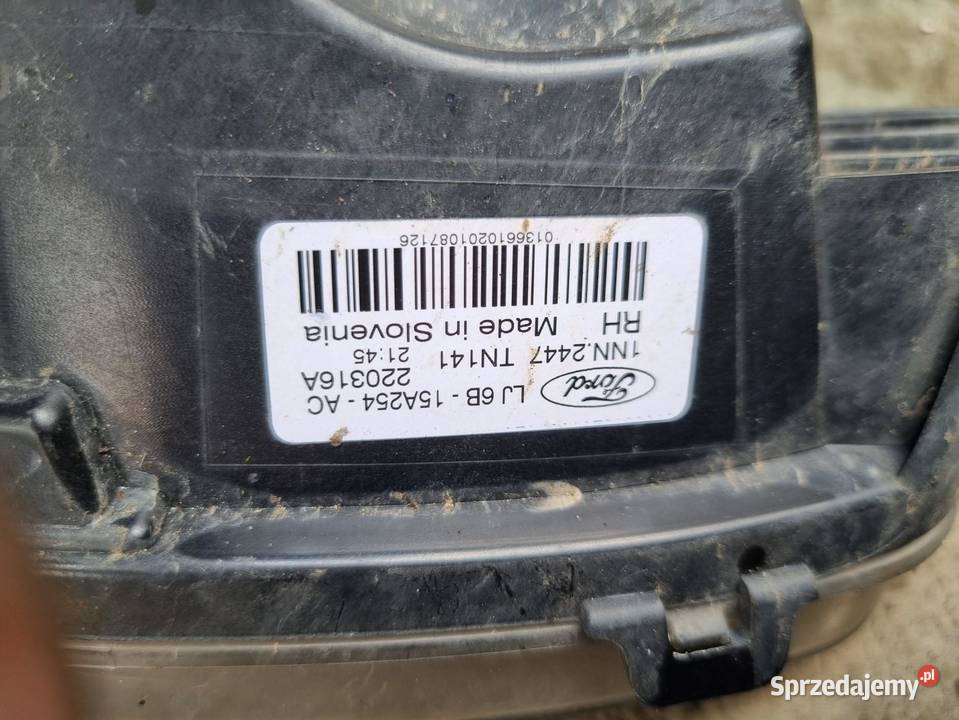 Ford
LJ6B - 15A254 - AC
220316A
1NN.2447 TN141 21:45
RH Made in Slovenia
0136610201087126
Sprzedajemy.pl